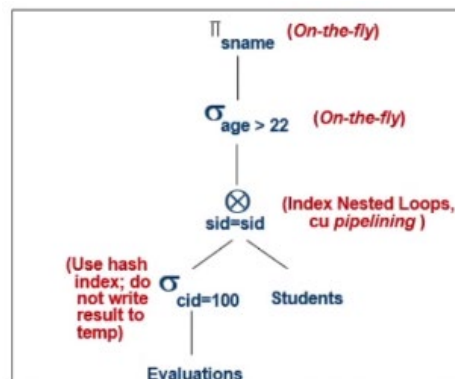 π sname (On-the-fly)
σ age > 22 (On-the-fly)
⊗ (Index Nested Loops,
sid=sid cu pipelining )
(Use hash
index; do
not write
result to
temp)
σ cid=100
Students
Evaluations